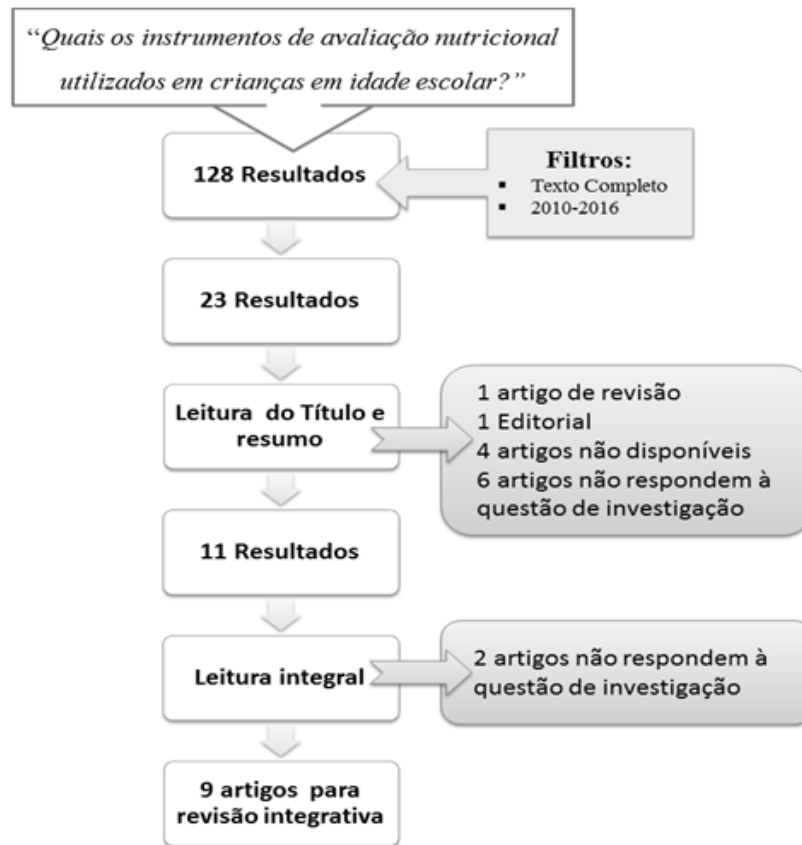 “Quais os instrumentos de avaliação nutricional
utilizados em crianças em idade escolar?”
128 Resultados
Filtros:
▪ Texto Completo
▪ 2010-2016
23 Resultados
Leitura do Título e
resumo
1 artigo de revisão
1 Editorial
4 artigos não disponíveis
6 artigos não respondem à
questão de investigação
11 Resultados
Leitura integral
2 artigos não respondem à
questão de investigação
9 artigos para
revisão integrativa